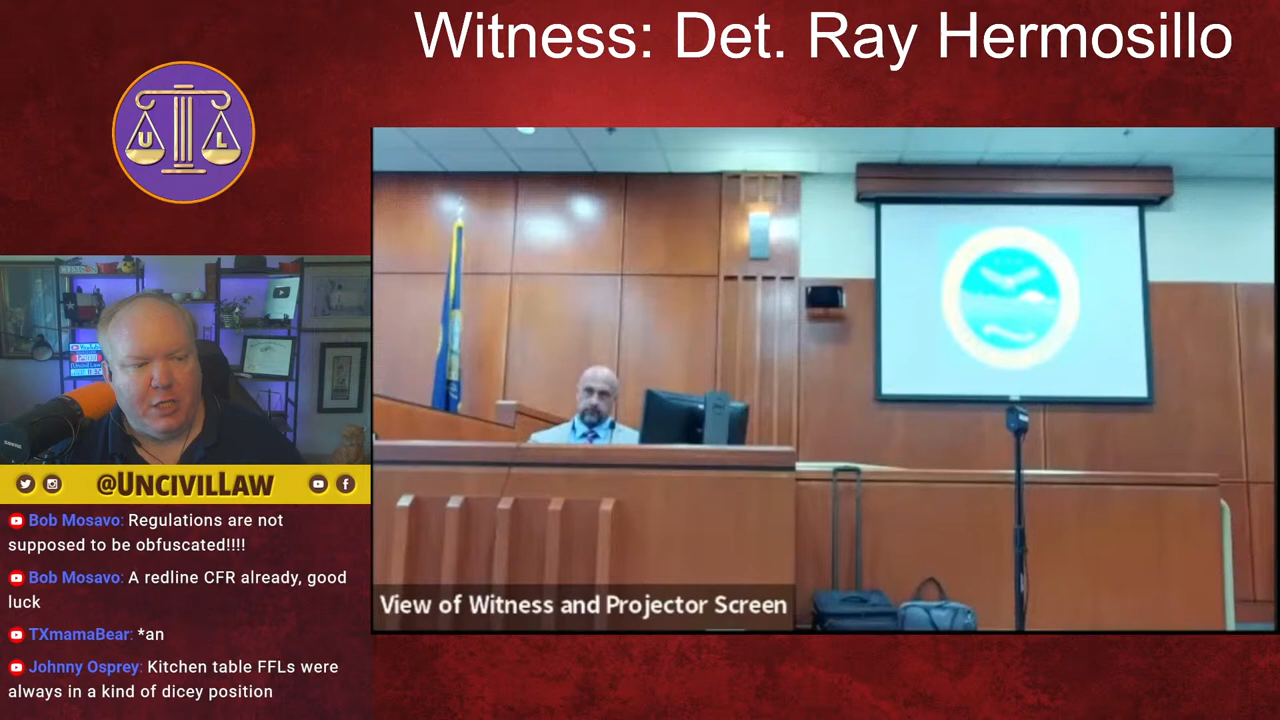 Witness: Det. Ray Hermosillo
U L
@UNCIVILLAW
Bob Mosavo: Regulations are not
supposed to be obfuscated!!!!
Bob Mosavo: A redline CFR already, good
luck
TXmamaBear: *an
Johnny Osprey: Kitchen table FFLs were
always in a kind of dicey position
View of Witness and Projector Screen